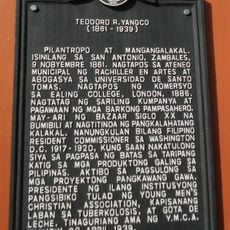 TEODORO R. YANGCO
(1861 - 1939)
PILANTROPO AT MANGANGALAKAL.
ISINILANG SA SAN ANTONIO, ZAMBALES,
9 NOBYEMBRE 1861. NAGTAPOS SA ATENEO
MUNICIPAL NG BACHILLER EN ARTES AT
ABOGASYA SA UNIVERSIDAD DE SANTO
TOMAS, NAGTAPOS NG KOMERSYO
SA EALING COLLEGE, LONDON, 1886.
NAGTATAG NG SARILING KUMPANYA AT
PAGAWAAN NG MGA BARKONG PAMPASAHERO.
MAY-ARI NG BAZAAR SIGLO XX NA
BUMIBILI AT NAGTITINDA NG PANGKALAHATANG
KALAKAL. NANUNGKULAN BILANG FILIPINO
RESIDENT COMMISSIONER SA WASHINGTON
D.C. 1917-1920, KUNG SAAN NAKATULONG
SIYA SA PAGPASA NG BATAS SA TARIPANG
KATIG SA MGA PRODUKTONG GALING SA
PILIPINAS. AKTIBO SA PAGSULONG SA
MGA PROYEKTONG PANGKAWANG GAWA.
PRESIDENTE NG ILANG INSTITUSYONG
PANGSIBIKO TULAD NG YOUNG MEN'S
CHRISTIAN ASSOCIATION, KAPISANANG
LABAN SA TUBERKOLOSIS, AT GOTA DE
LECHE. TINAGURIANG AMA NG Y.M.C.A.
20 ABRIL 1939.